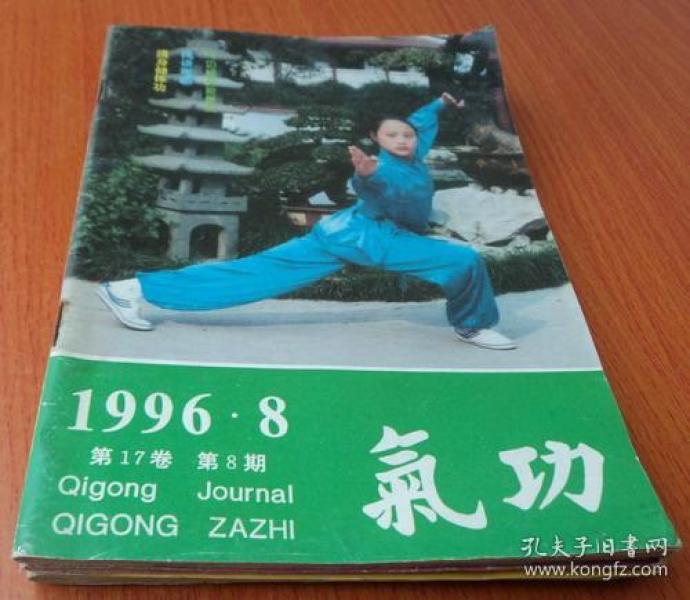 1996·8
第17卷 第8期
Qigong Journal
QIGONG ZAZHI
氣功
孔夫子旧书网
www.kongfz.com